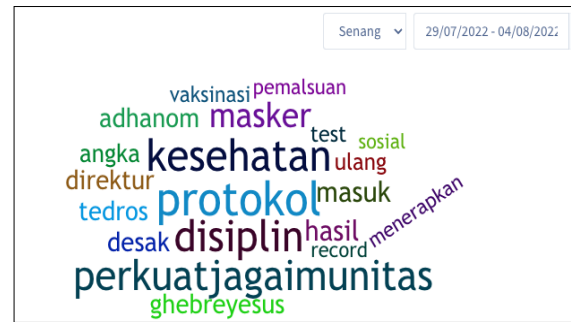 Senang 29/07/2022 - 04/08/2022
vaksinasi pemalsuan
adhanom masker
test sosial
angka kesehatan ulang
direktur protokol masuk
tedros menerapkan
desak disiplin hasil
record
perkuatjagaimunitas
ghebreyesus